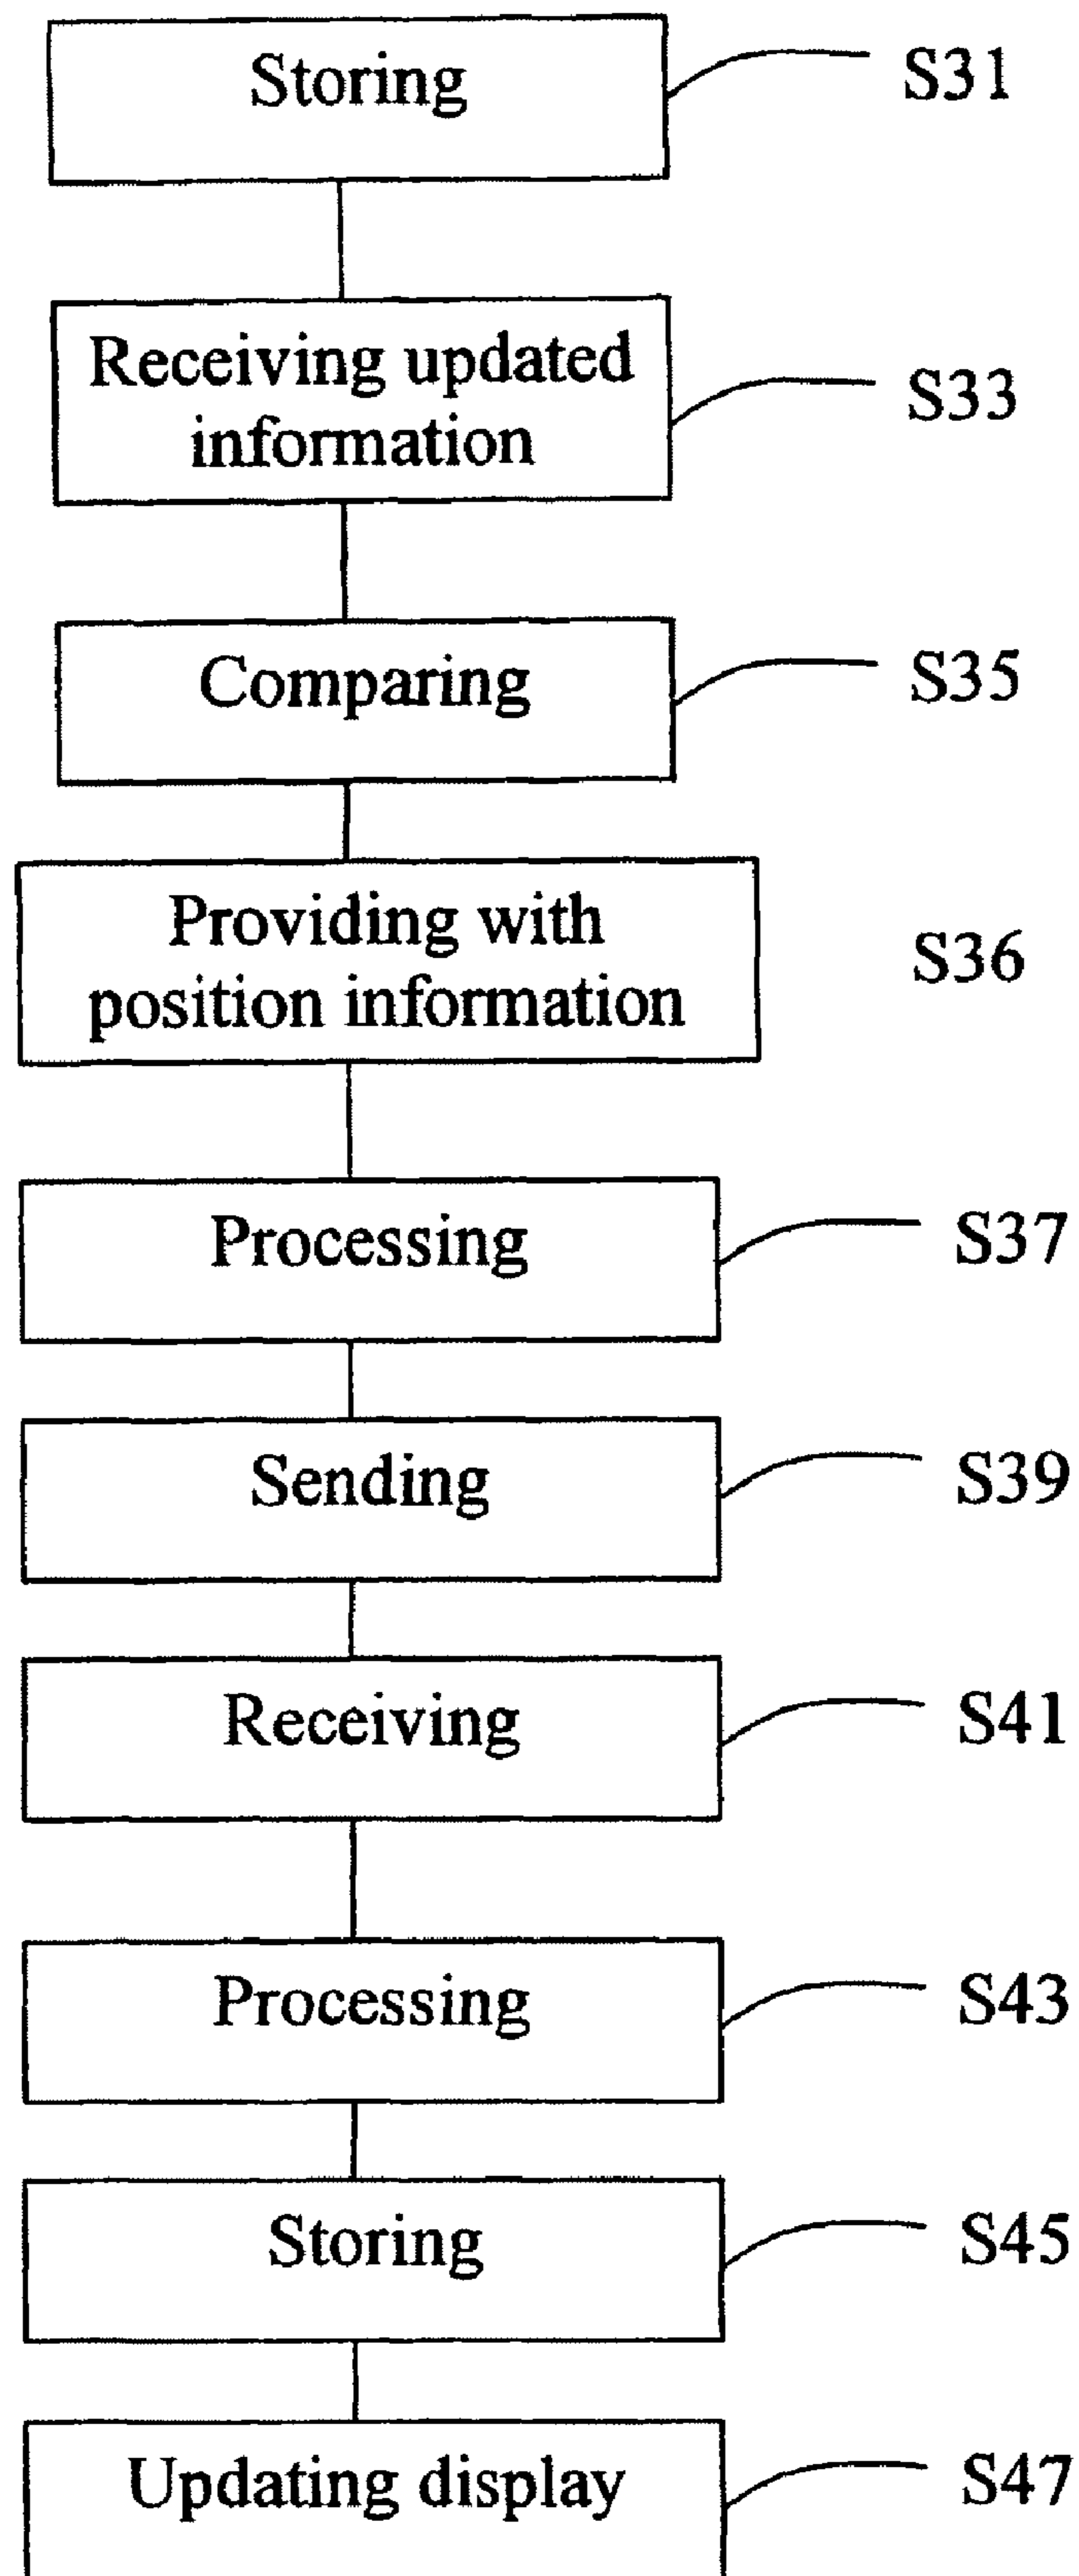 Storing S31
Receiving updated S33
information
Comparing S35
Providing with S36
position information
Processing S37
Sending S39
Receiving S41
Processing S43
Storing S45
Updating display S47